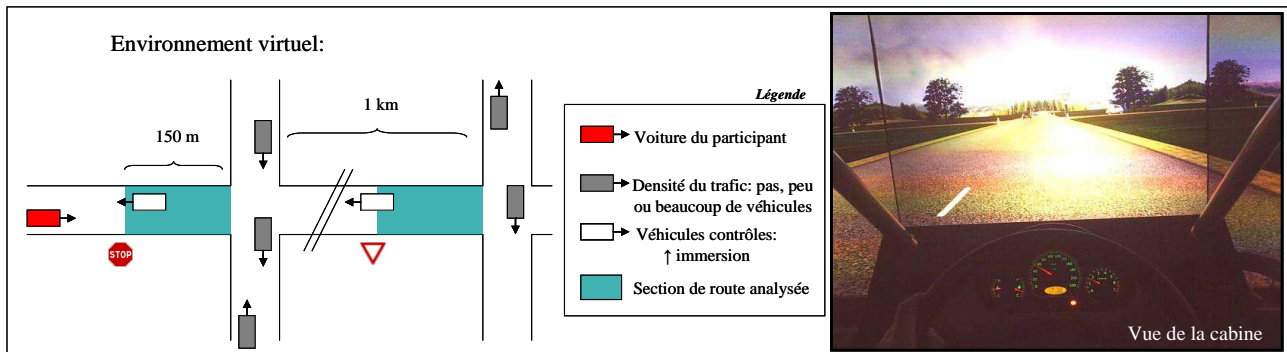 Environnement virtuel:
1 km
150 m
STOP
Légende
Voiture du participant
Densité du trafic: pas, peu
ou beaucoup de véhicules
Véhicules contrôles:
↑ immersion
Section de route analysée
Vue de la cabine